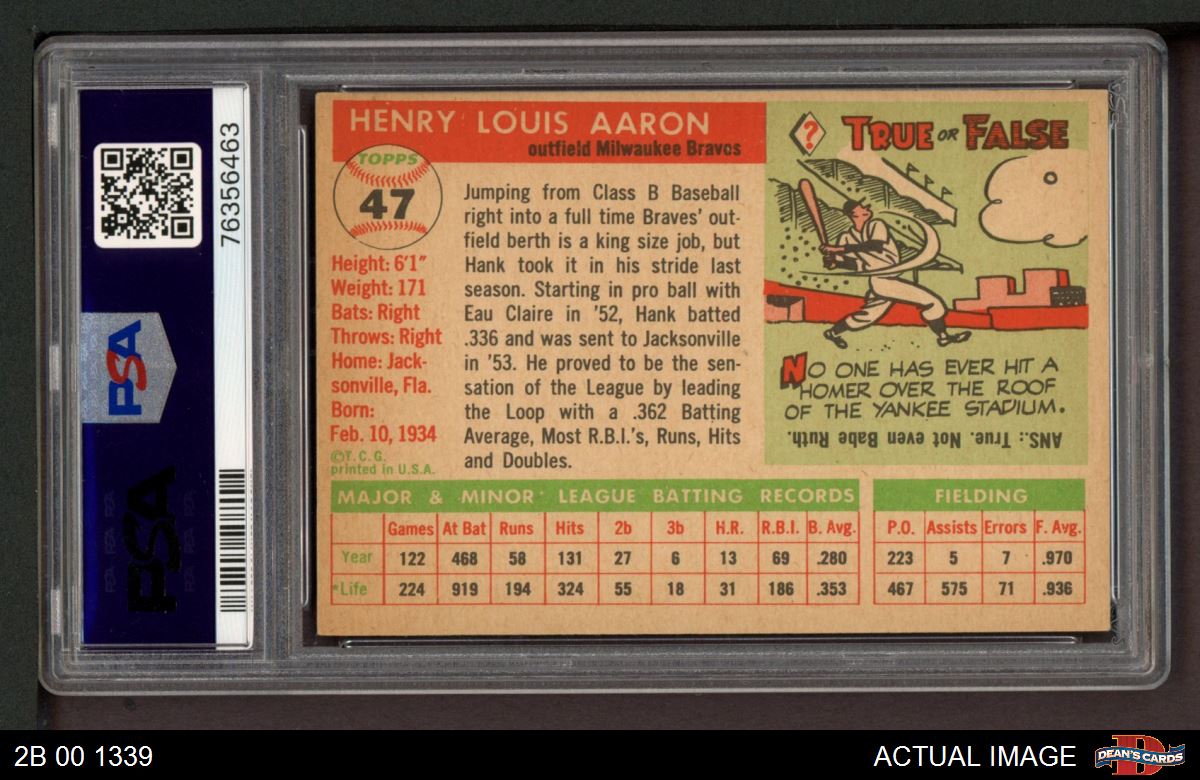 76356463
PSA
PSA
HENRY LOUIS AARON
outfield Milwaukee Braves
TOPPS
47
Height: 6'1"
Weight: 171
Bats: Right
Throws: Right
Home: Jack-
sonville, Fla.
Born:
Feb. 10, 1934
©T.C.G.
printed in U.S.A.
Jumping from Class B Baseball
right into a full time Braves' out-
field berth is a king size job, but
Hank took it in his stride last
season. Starting in pro ball with
Eau Claire in '52, Hank batted
.336 and was sent to Jacksonville
in '53. He proved to be the sen-
sation of the League by leading
the Loop with a .362 Batting
Average, Most R.B.I.'s, Runs, Hits
and Doubles.
? TRUE OR FALSE
NO ONE HAS EVER HIT A
HOMER OVER THE ROOF
OF THE YANKEE STADIUM.
ANS.: True. Not even Babe Ruth.
MAJOR & MINOR LEAGUE BATTING RECORDS
Games At Bat Runs Hits 2b 3b H.R. R.B.I. B. Avg.
Year 122 468 58 131 27 6 13 69 .280
*Life 224 919 194 324 55 18 31 186 .353
FIELDING
P.O. Assists Errors F. Avg.
223 5 7 .970
467 575 71 .936
2B 00 1339
ACTUAL IMAGE
DEAN'S CARDS